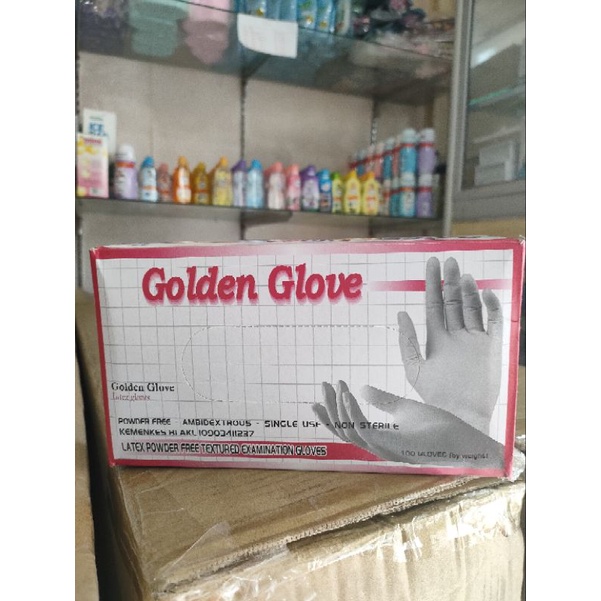 Golden Glove
Golden Glove
latex gloves
POWDER FREE - AMBIDEXTROUS - SINGLE USE - NON STERILE
KEMENKES RI AKL 10903411237
LATEX POWDER FREE TEXTURED EXAMINATION GLOVES
100 GLOVES (by weight)